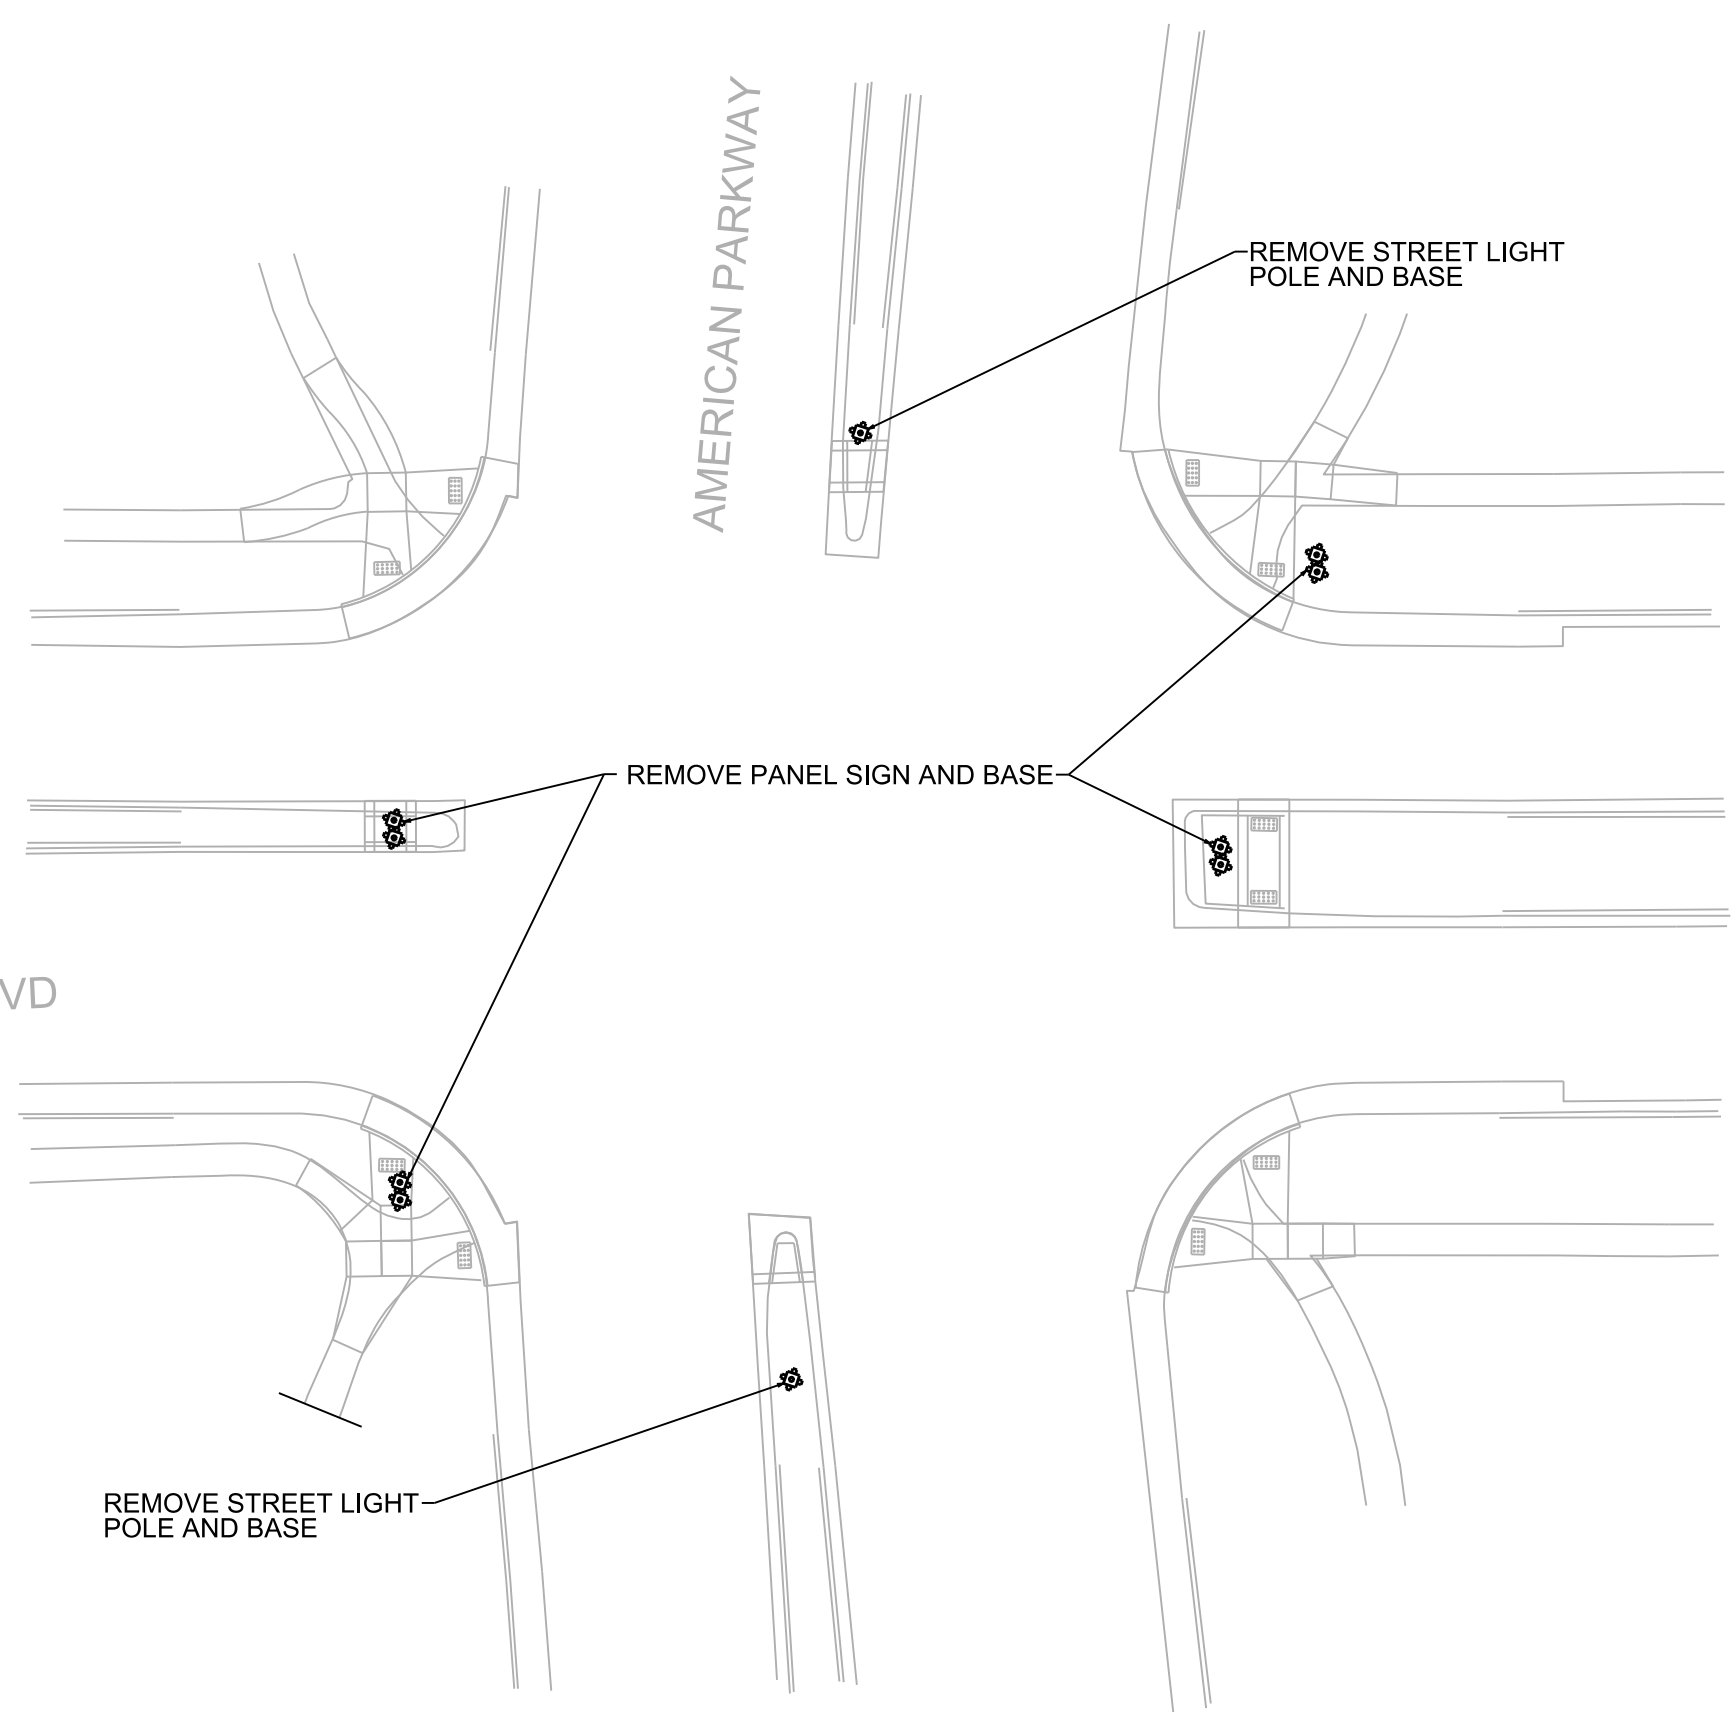 AMERICAN PARKWAY
REMOVE STREET LIGHT
POLE AND BASE
REMOVE PANEL SIGN AND BASE
VD
REMOVE STREET LIGHT
POLE AND BASE